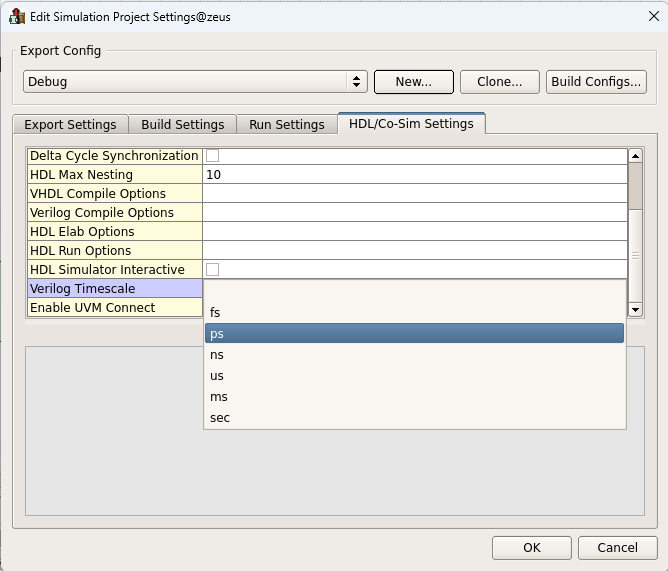 Edit Simulation Project Settings@zeus
Export Config
Debug
New...
Clone...
Build Configs...
Export Settings
Build Settings
Run Settings
HDL/Co-Sim Settings
Delta Cycle Synchronization
HDL Max Nesting 10
VHDL Compile Options
Verilog Compile Options
HDL Elab Options
HDL Run Options
HDL Simulator Interactive
Verilog Timescale
Enable UVM Connect
fs
ps
ns
us
ms
sec
OK
Cancel